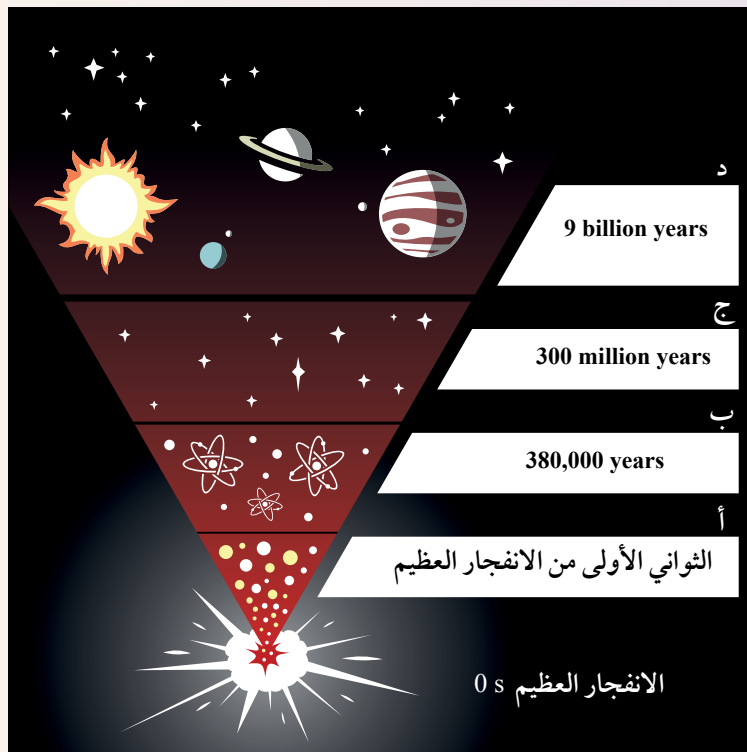 د
9 billion years
ج
300 million years
ب
380,000 years
أ
الثواني الأولى من الانفجار العظيم
الانفجار العظيم 0 s